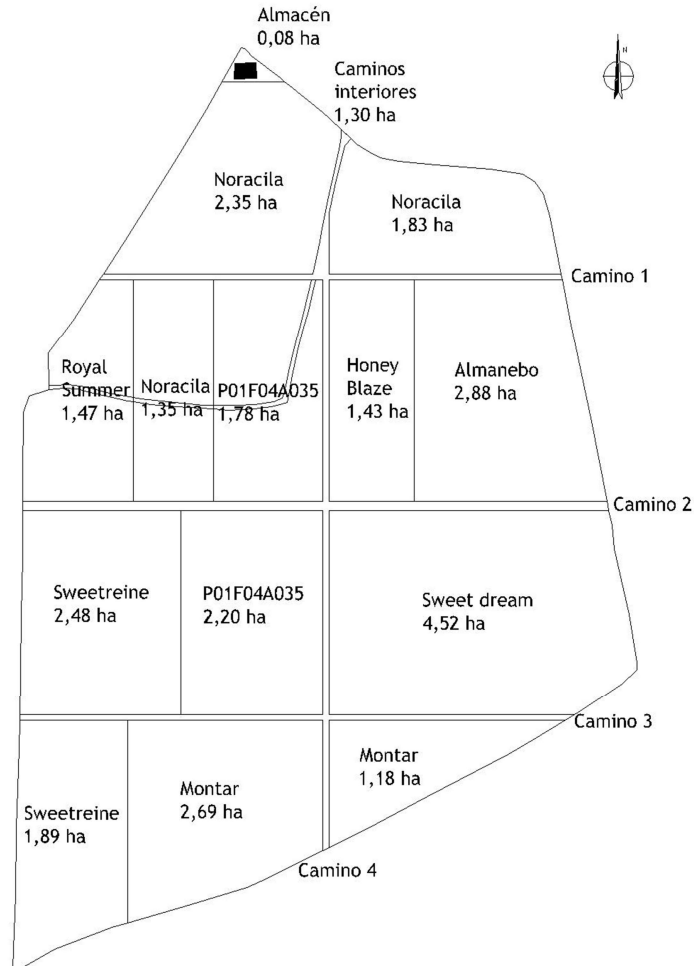 Almacén
0,08 ha
N
Caminos
interiores
1,30 ha
Noracila
2,35 ha
Noracila
1,83 ha
Camino 1
Royal
Summer
1,47 ha
Noracila
1,35 ha
P01F04A035
1,78 ha
Honey
Blaze
1,43 ha
Almanebo
2,88 ha
Camino 2
Sweetreine
2,48 ha
P01F04A035
2,20 ha
Sweet dream
4,52 ha
Camino 3
Sweetreine
1,89 ha
Montar
2,69 ha
Montar
1,18 ha
Camino 4